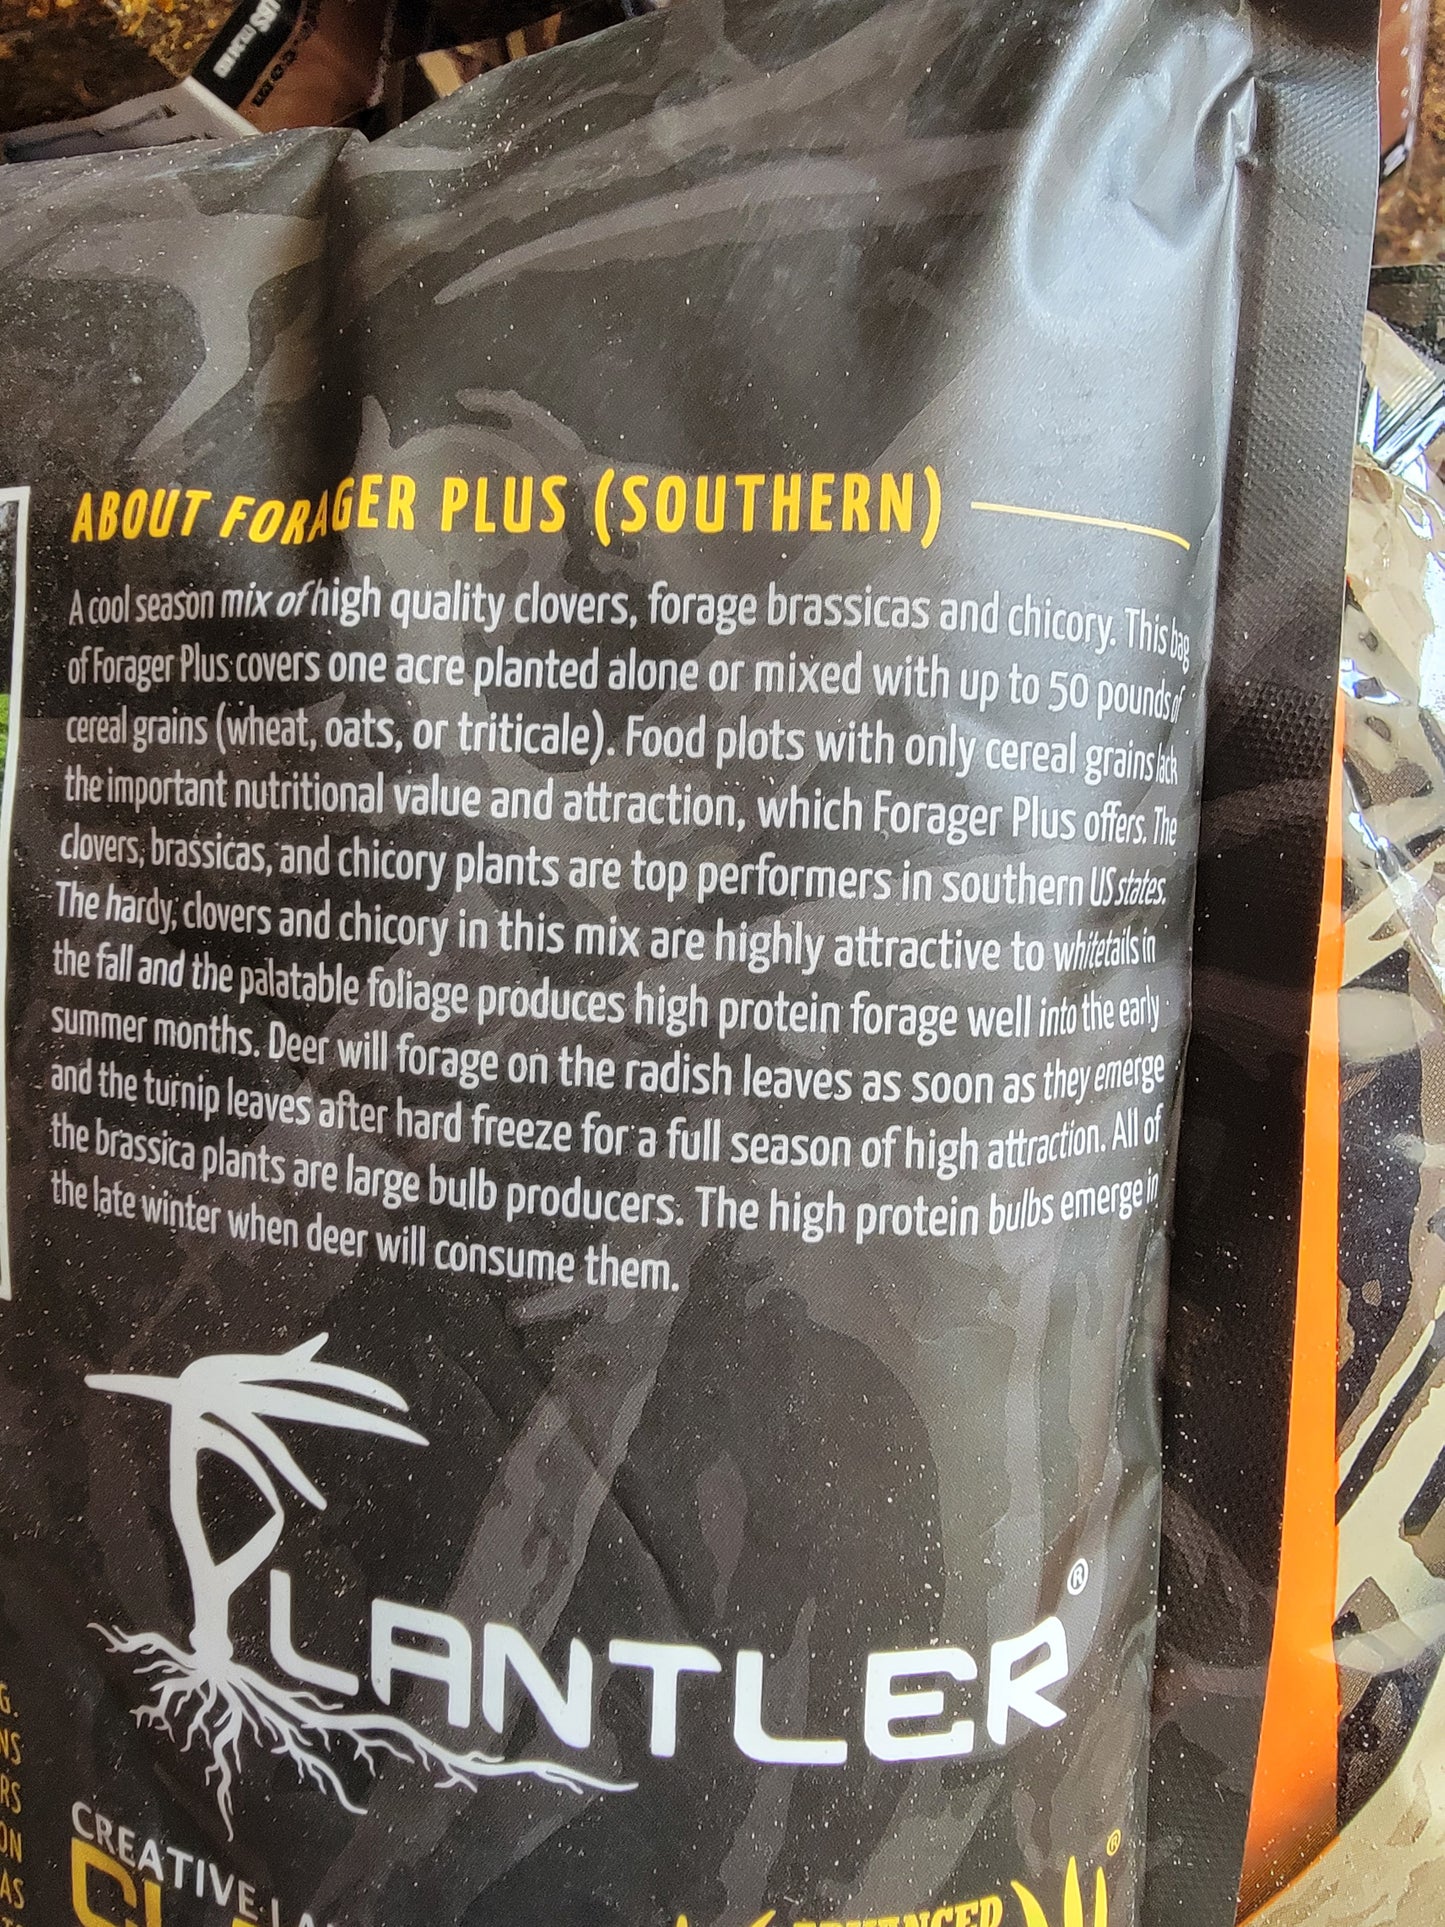 ABOUT FORAGER PLUS (SOUTHERN)
A cool season mix of high quality clovers, forage brassicas and chicory. This bag
of Forager Plus covers one acre planted alone or mixed with up to 50 pounds of
cereal grains (wheat, oats, or triticale). Food plots with only cereal grains lack
the important nutritional value and attraction, which Forager Plus offers. The
clovers, brassicas, and chicory plants are top performers in southern US states.
The hardy, clovers and chicory in this mix are highly attractive to whitetails in
the fall and the palatable foliage produces high protein forage well into the early
summer months. Deer will forage on the radish leaves as soon as they emerge
and the turnip leaves after hard freeze for a full season of high attraction. All of
the brassica plants are large bulb producers. The high protein bulbs emerge in
the late winter when deer will consume them.
PLANTLER®
G.
NS
RS
ON
AS
CREATIVE LA
®